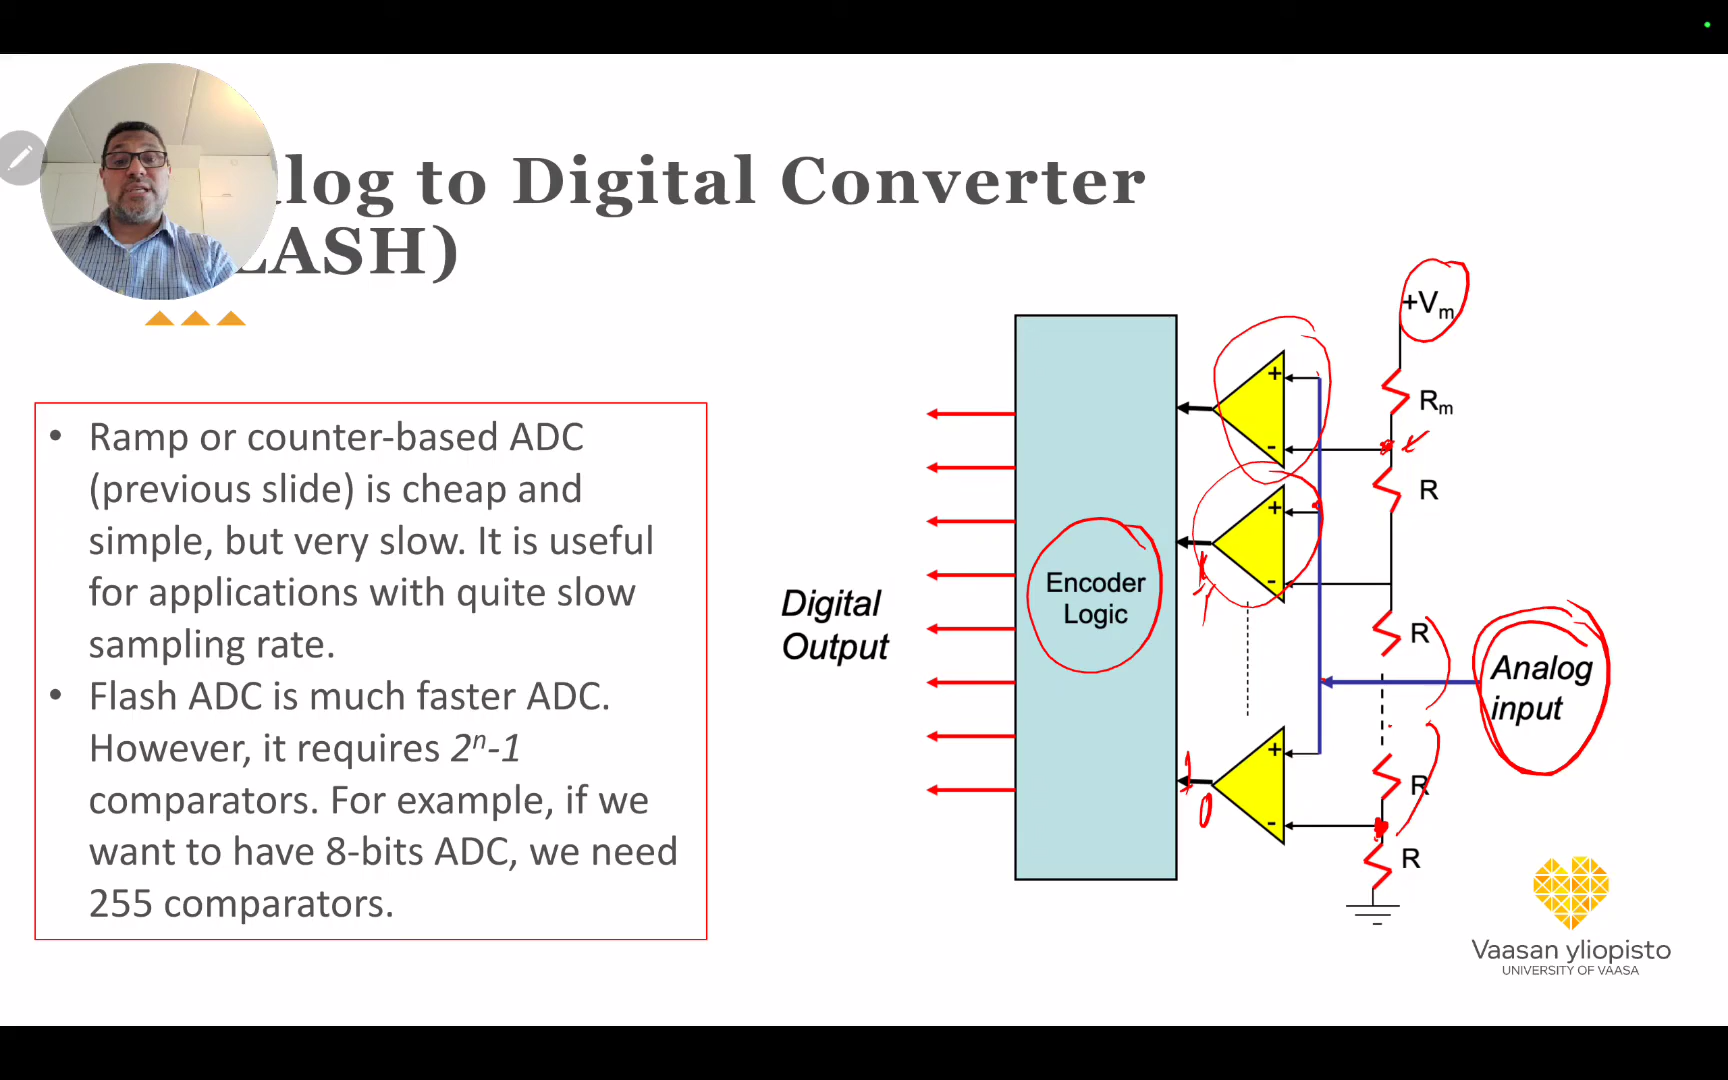 log to Digital Converter
LASH)
• Ramp or counter-based ADC
(previous slide) is cheap and
simple, but very slow. It is useful
for applications with quite slow
sampling rate.
• Flash ADC is much faster ADC.
However, it requires 2ⁿ-1
comparators. For example, if we
want to have 8-bits ADC, we need
255 comparators.
Digital
Output
Encoder
Logic
+
-
+
-
+
-
1
0
+Vm
Rm
R
R
R
R
Analog
input
Vaasan yliopisto
UNIVERSITY OF VAASA